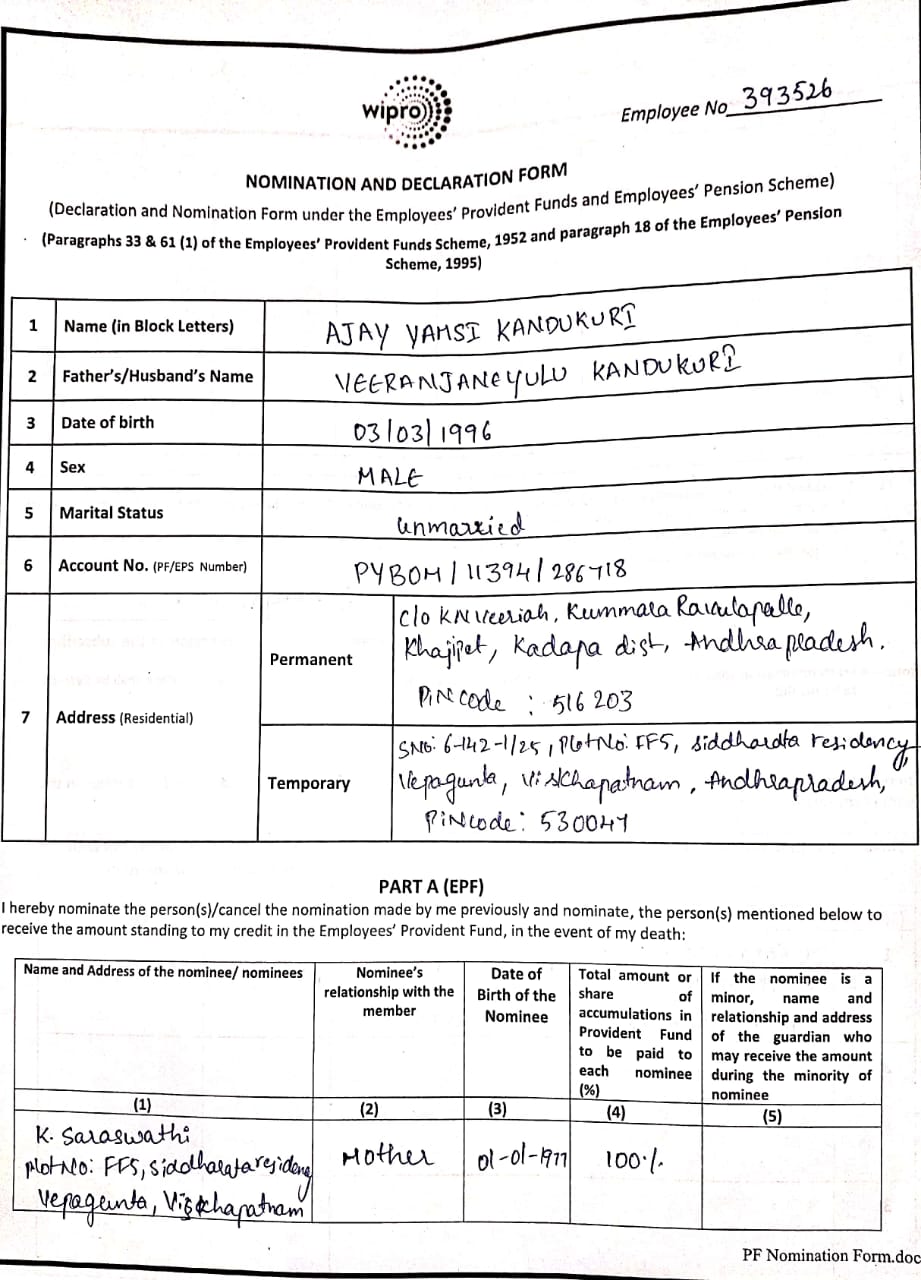 wipro
Employee No 393526
NOMINATION AND DECLARATION FORM
(Declaration and Nomination Form under the Employees' Provident Funds and Employees' Pension Scheme)
(Paragraphs 33 & 61 (1) of the Employees' Provident Funds Scheme, 1952 and paragraph 18 of the Employees' Pension
Scheme, 1995)
1 Name (in Block Letters) AJAY VAMSI KANDUKURI
2 Father's/Husband's Name VEERANJANEYULU KANDUKURI
3 Date of birth 03/03/1996
4 Sex MALE
5 Marital Status unmarried
6 Account No. (PF/EPS Number) PYBOM/11394/286718
7 Address (Residential)
Permanent
C/o KN Veeriah, Kummara
Khajipet, Kadapa dist, Andhra pradesh.
PIN code : 516 203
Temporary
SNO: 6-142-1/25, Plot No: FF5, Siddhardta residency,
Vepagunta, Viskhapatnam, Andhrapradesh,
PiNcode: 530047
PART A (EPF)
I hereby nominate the person(s)/cancel the nomination made by me previously and nominate, the person(s) mentioned below to
receive the amount standing to my credit in the Employees' Provident Fund, in the event of my death:
Name and Address of the nominee/ nominees
Nominee's
relationship with the
member
Date of
Birth of the
Nominee
Total amount or
share of
accumulations in
Provident Fund
to be paid to
each nominee
(%)
If the nominee is a
minor, name and
relationship and address
of the guardian who
may receive the amount
during the minority of
nominee
(1) (2) (3) (4) (5)
K. Saraswathi
Plot No: FF5,
Vepagunta, Viskhapatnam
Mother
01-01-1977
100%
PF Nomination Form.doc